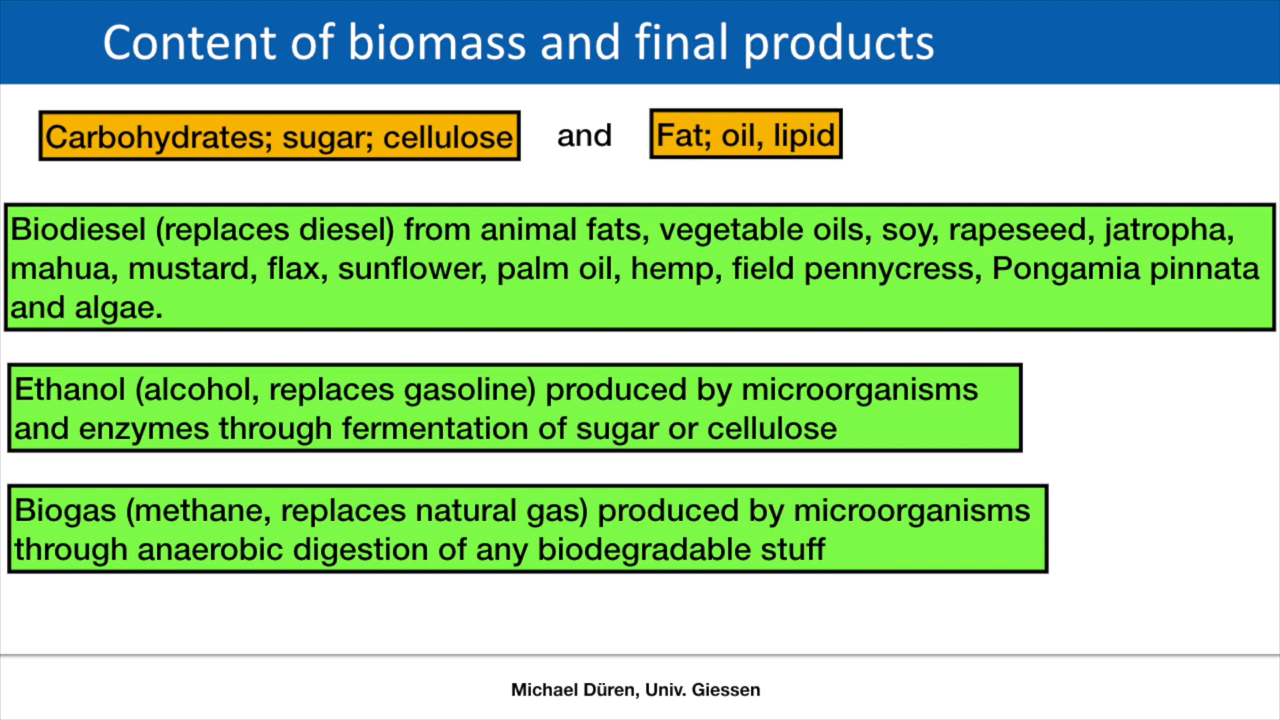 Content of biomass and final products
Carbohydrates; sugar; cellulose and Fat; oil, lipid
Biodiesel (replaces diesel) from animal fats, vegetable oils, soy, rapeseed, jatropha,
mahua, mustard, flax, sunflower, palm oil, hemp, field pennycress, Pongamia pinnata
and algae.
Ethanol (alcohol, replaces gasoline) produced by microorganisms
and enzymes through fermentation of sugar or cellulose
Biogas (methane, replaces natural gas) produced by microorganisms
through anaerobic digestion of any biodegradable stuff
Michael Düren, Univ. Giessen